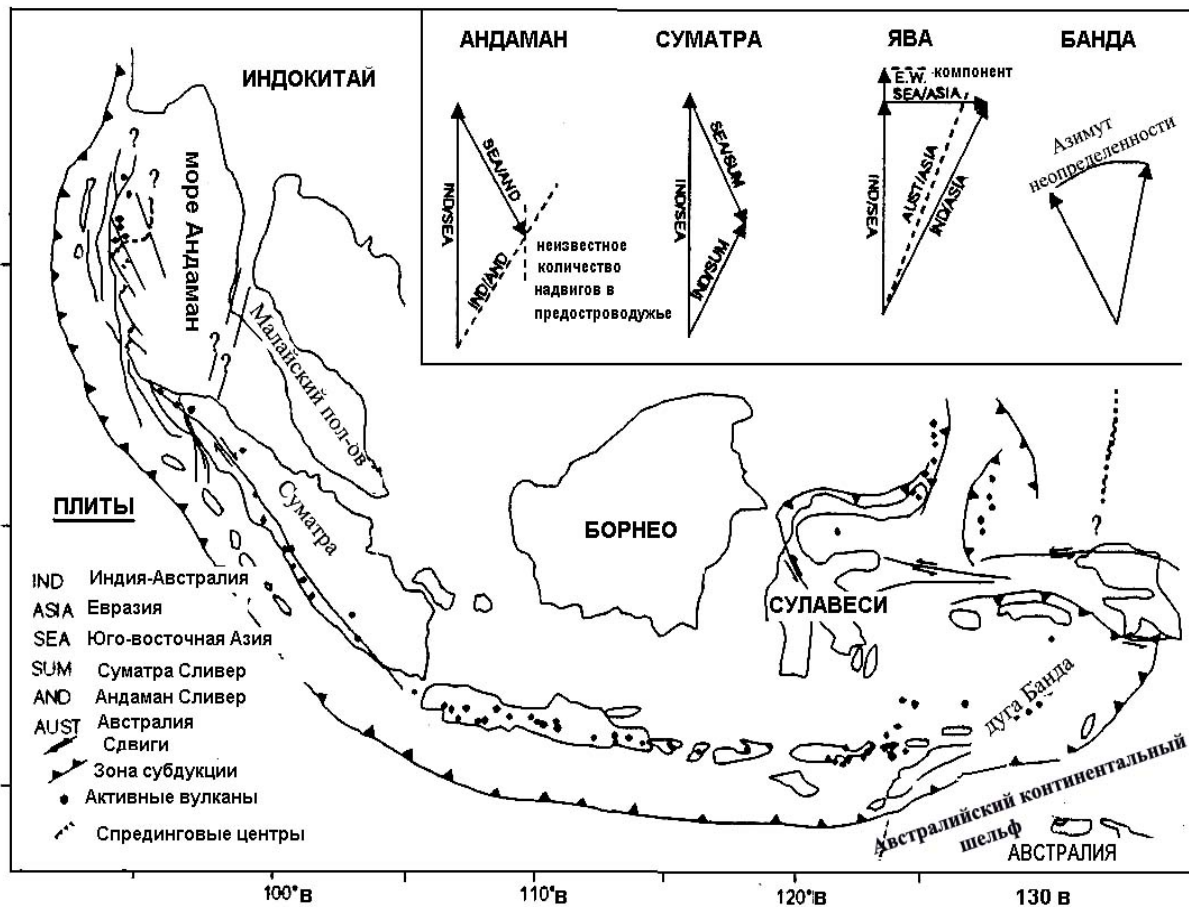 АНДАМАН
СУМАТРА
ЯВА
БАНДА
ИНДОКИТАЙ
E.W. -компонент
SEA/ASIA
SEA/AND
IND/SEA
IND/AND
неизвестное
количество
надвигов в
предостроводужье
SEA/SUM
IND/SEA
IND/SUM
IND/SEA
AUST/ASIA
IND/ASIA
Азимут
неопределенности
?
?
море Андаман
?
?
Малайский пол-ов
Суматра
БОРНЕО
СУЛАВЕСИ
?
дуга Банда
Австралийский континентальный
шельф
АВСТРАЛИЯ
ПЛИТЫ
IND Индия-Австралия
ASIA Евразия
SEA Юго-восточная Азия
SUM Суматра Сливер
AND Андаман Сливер
AUST Австралия
Сдвиги
Зона субдукции
Активные вулканы
Спрединговые центры
100°в
110°в
120°в
130 в